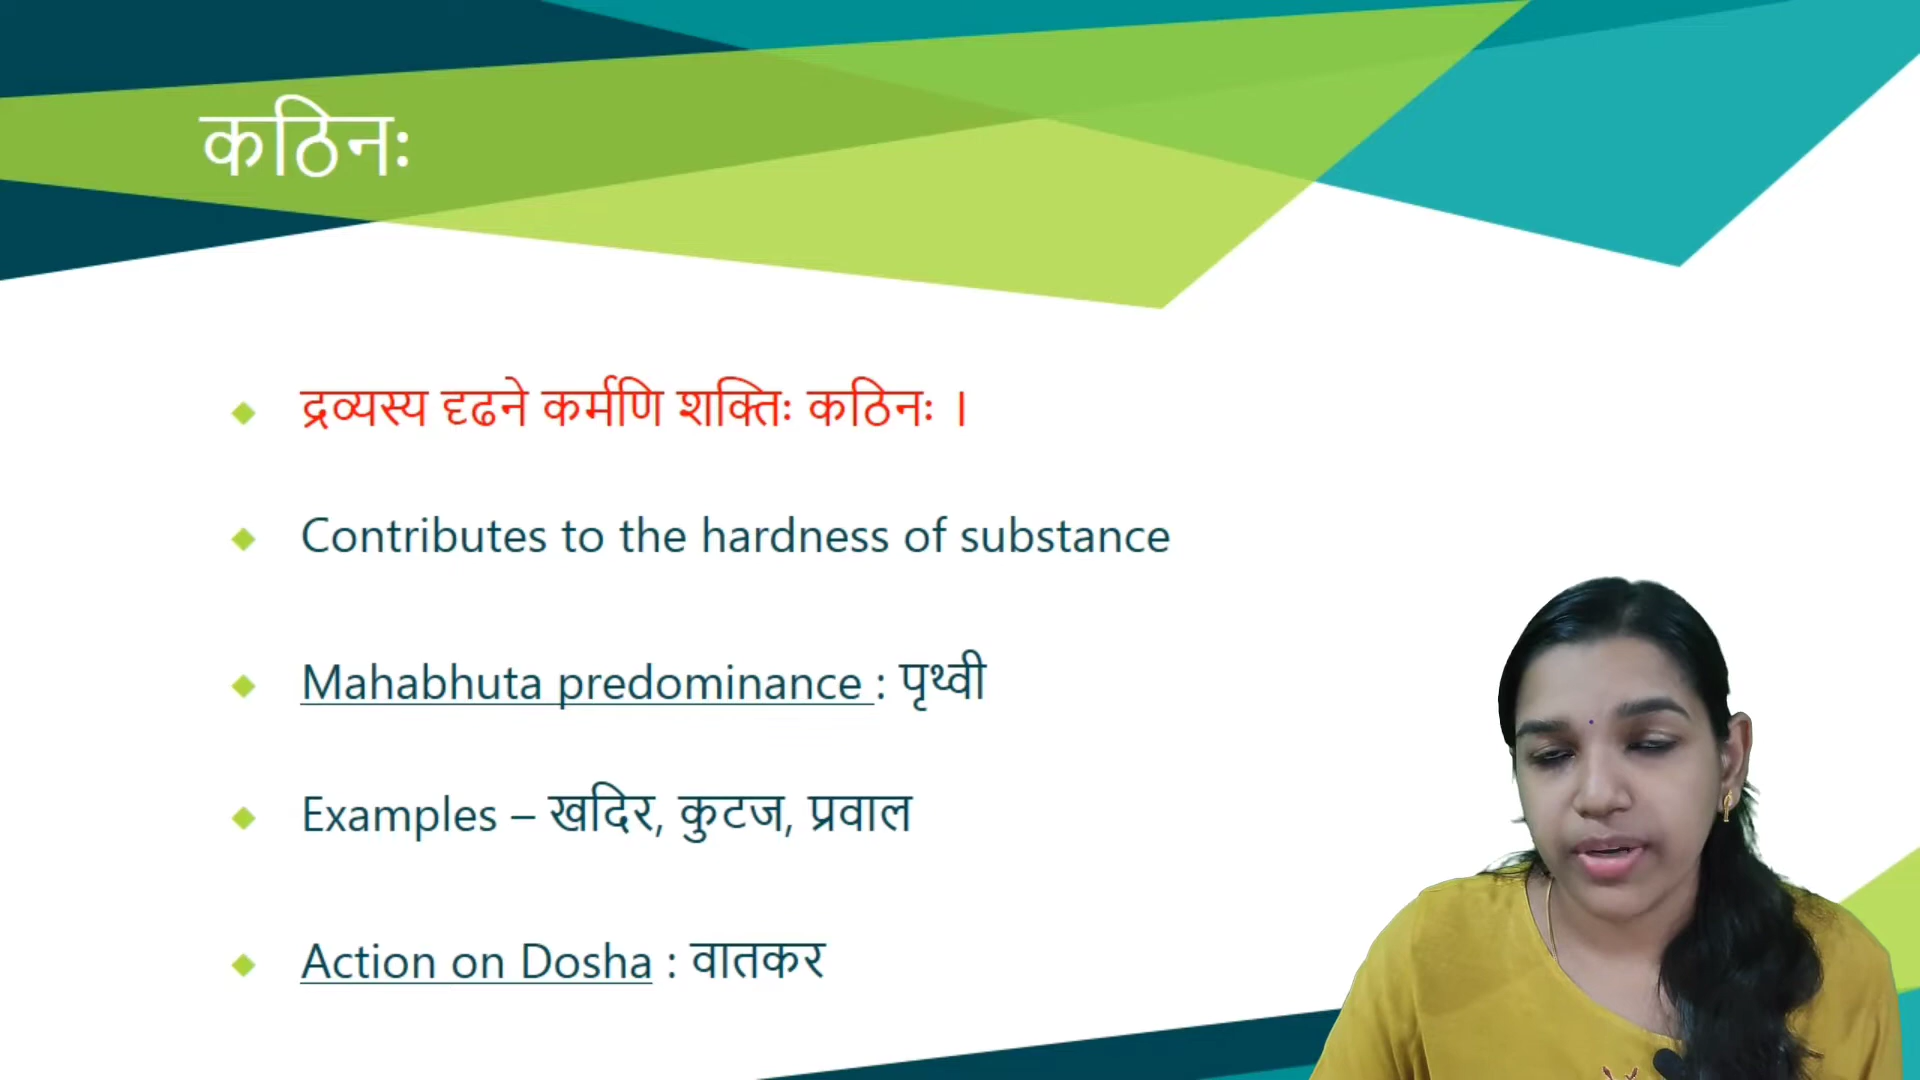 कठिनः
द्रव्यस्य दृढने कर्मणि शक्तिः कठिनः ।
Contributes to the hardness of substance
Mahabhuta predominance : पृथ्वी
Examples – खदिर, कुटज, प्रवाल
Action on Dosha : वातकर